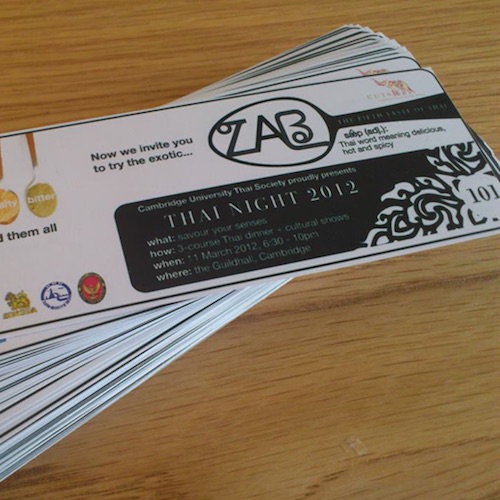 CUTS
ZAB
THE FIFTH TASTE OF THAI
Now we invite you
to try the exotic...
Thai word meaning delicious,
hot and spicy
bitter
d them all
Cambridge University Thai Society proudly presents
THAI NIGHT 2012
what: savour your senses
how: 3-course Thai dinner + cultural shows
when: 11 March 2012, 6:30 - 10pm
where: the Guildhall, Cambridge
101